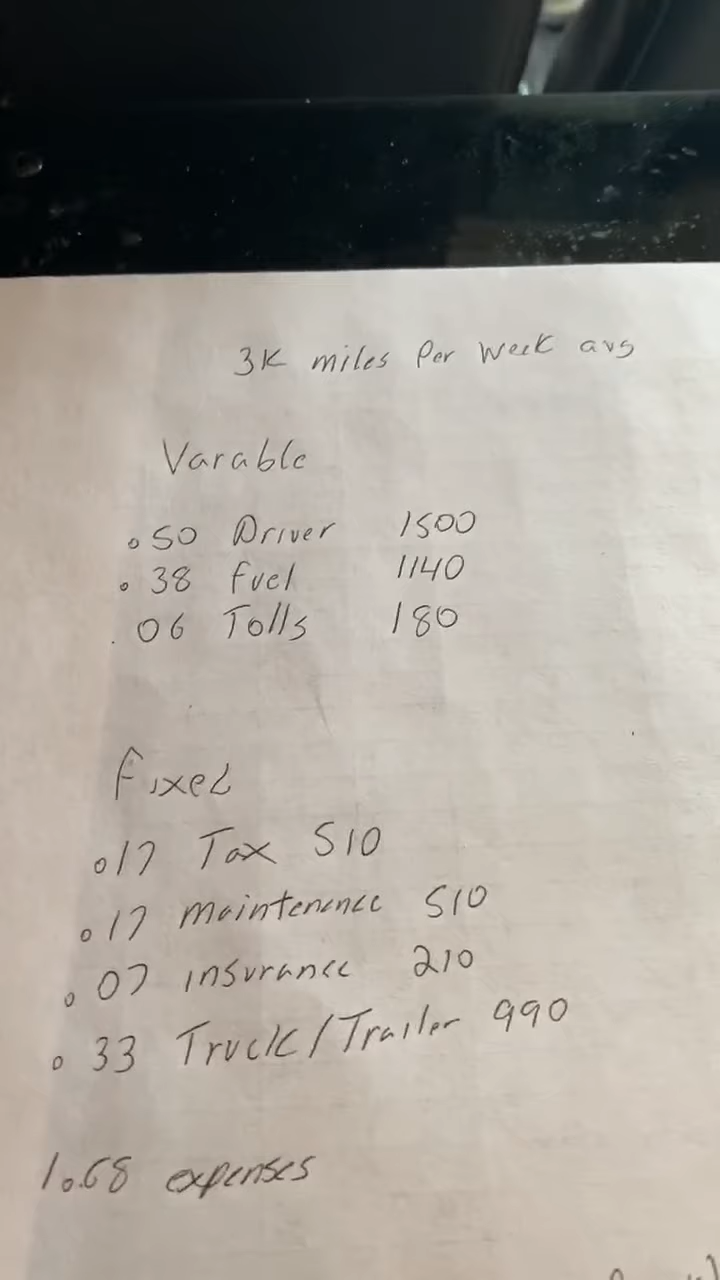 3K miles Per Week avg
Varable
.50 Driver 1500
.38 fuel 1140
.06 Tolls 180
Fixed
.17 Tax 510
.17 maintenence 510
.07 insurance 210
.33 Truck/Trailer 990
1.68 expenses